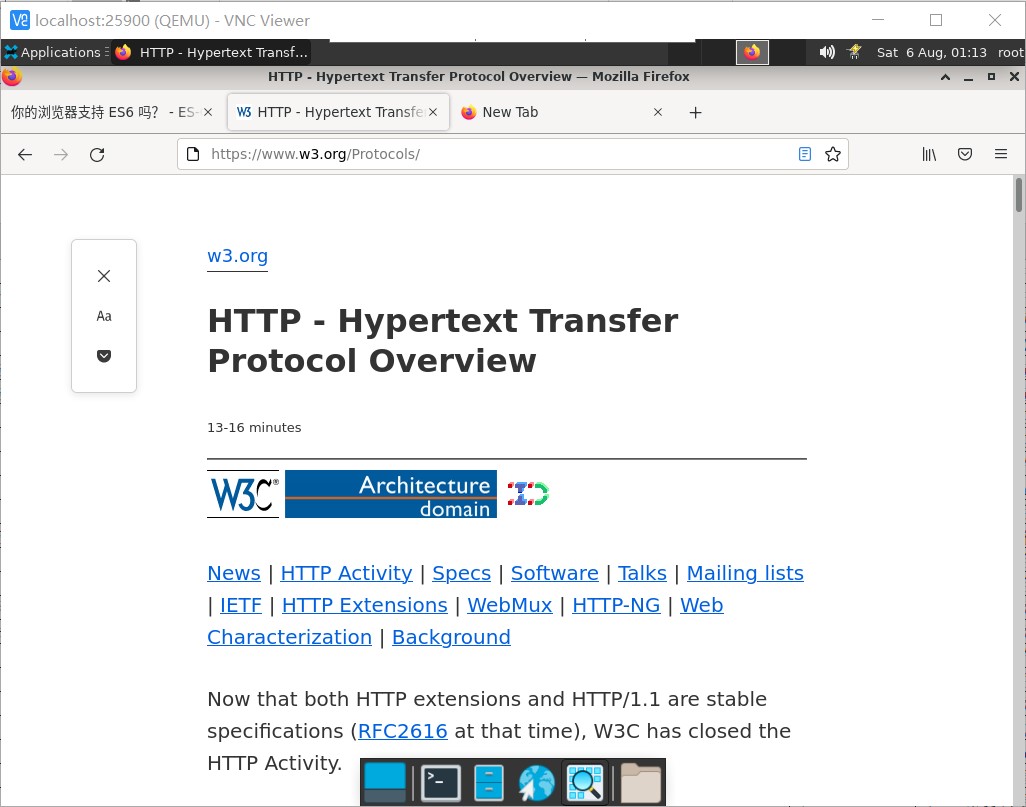 localhost:25900 (QEMU) - VNC Viewer
Applications
HTTP - Hypertext Transf...
Sat 6 Aug, 01:13 root
HTTP - Hypertext Transfer Protocol Overview — Mozilla Firefox
你的浏览器支持 ES6 吗？ - ES-
HTTP - Hypertext Transfe
New Tab
https://www.w3.org/Protocols/
w3.org
Aa
HTTP - Hypertext Transfer
Protocol Overview
13-16 minutes
W3C® Architecture
domain
News | HTTP Activity | Specs | Software | Talks | Mailing lists
| IETF | HTTP Extensions | WebMux | HTTP-NG | Web
Characterization | Background
Now that both HTTP extensions and HTTP/1.1 are stable
specifications (RFC2616 at that time), W3C has closed the
HTTP Activity.